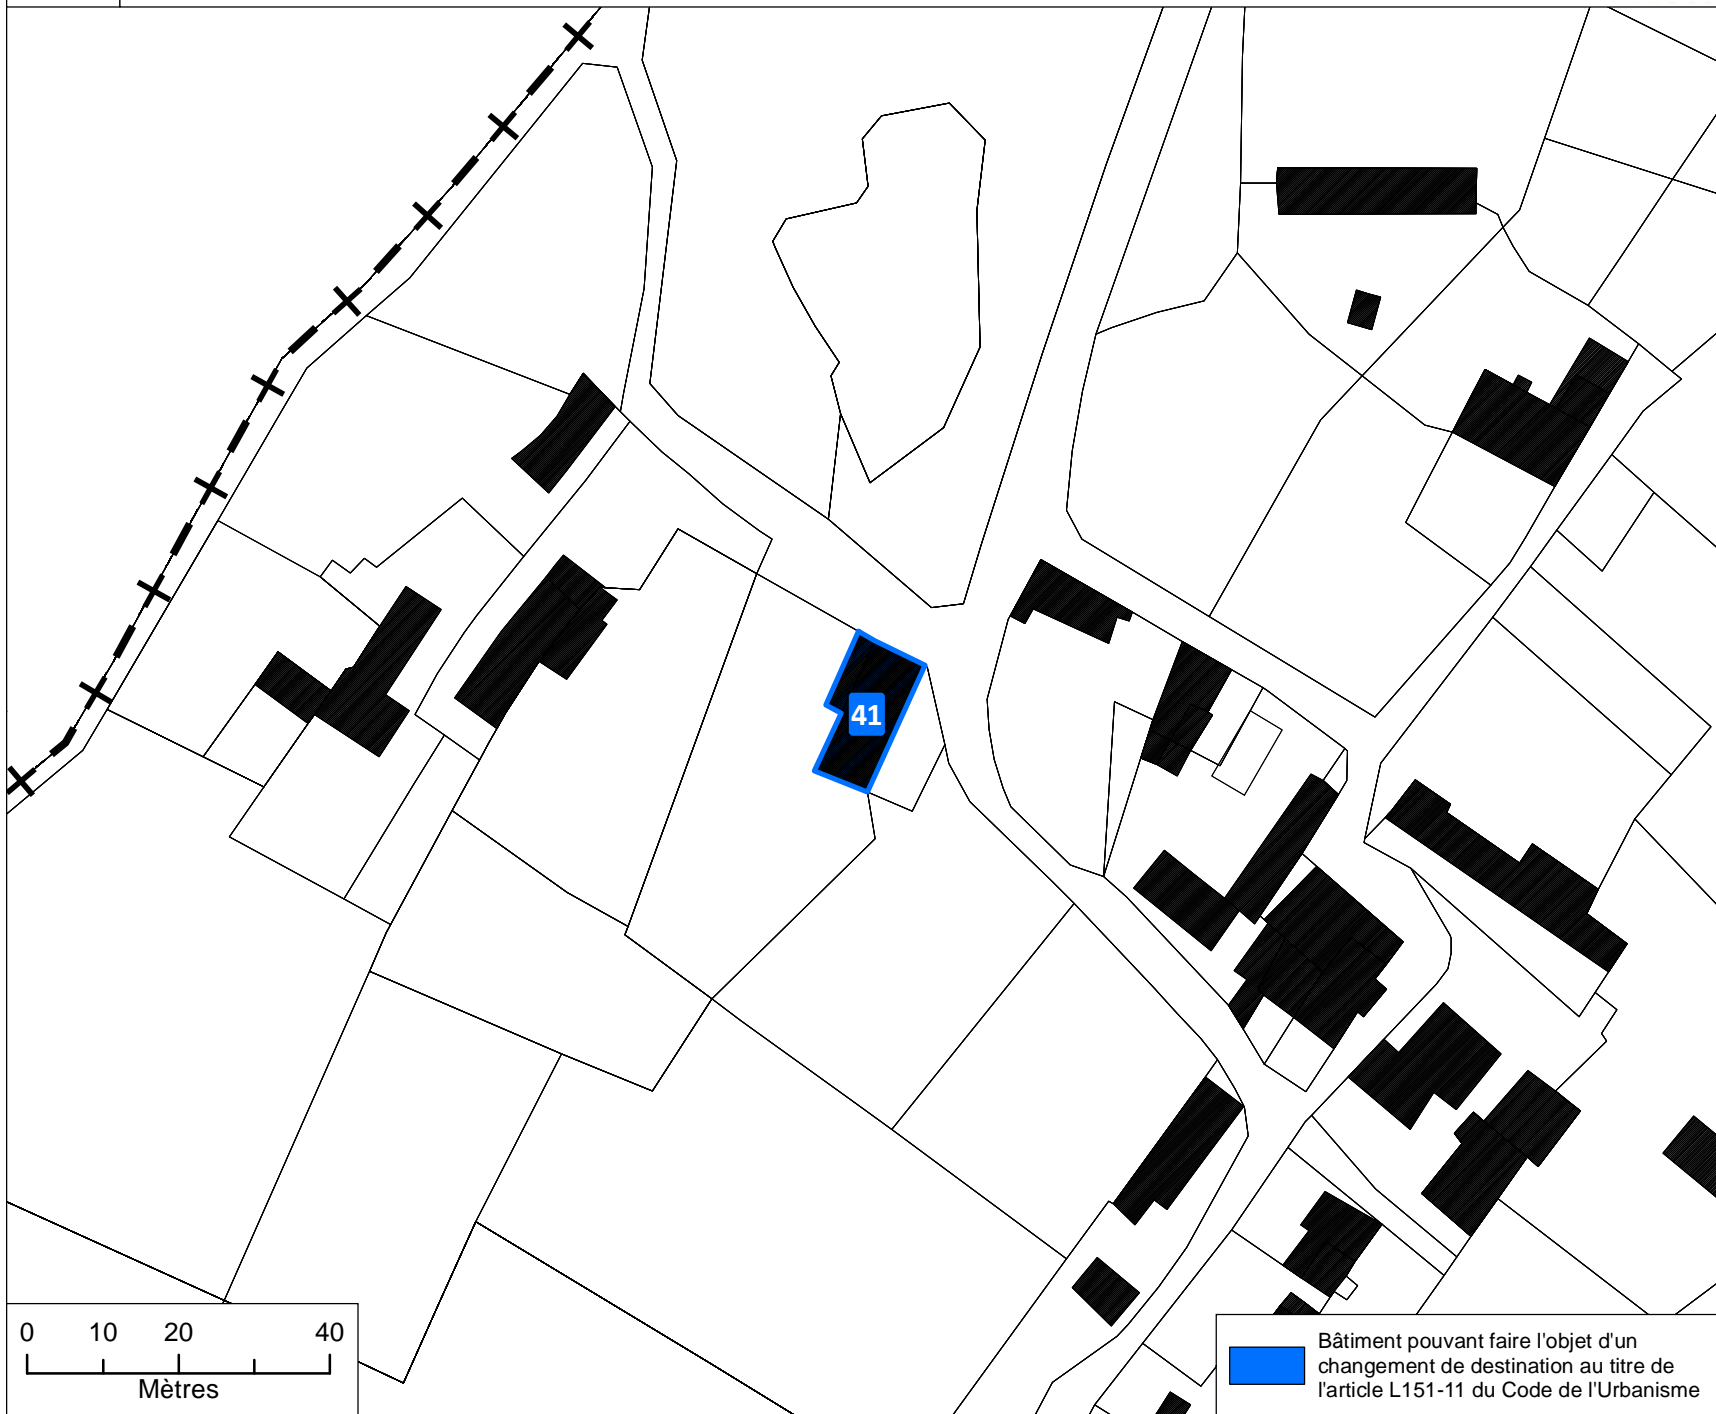 41
0 10 20 40
Mètres
Bâtiment pouvant faire l'objet d'un
changement de destination au titre de
l'article L151-11 du Code de l'Urbanisme